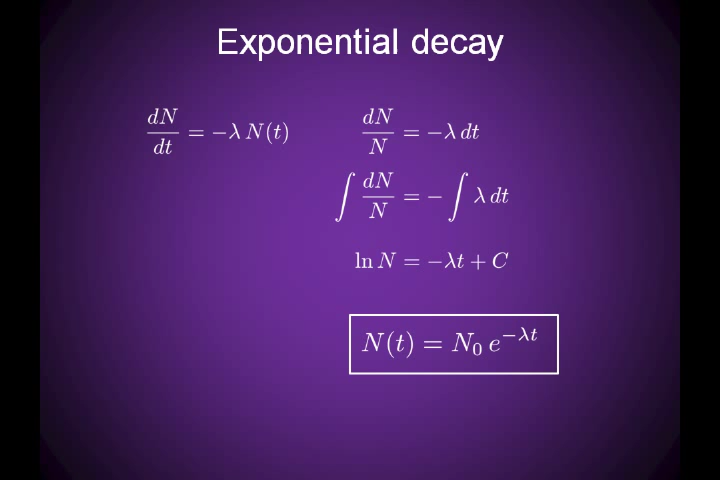 Exponential decay
dN/dt = −λ N(t)
dN/N = −λ dt
∫ dN/N = − ∫ λ dt
ln N = −λt + C
N(t) = N₀ e^{−λt}